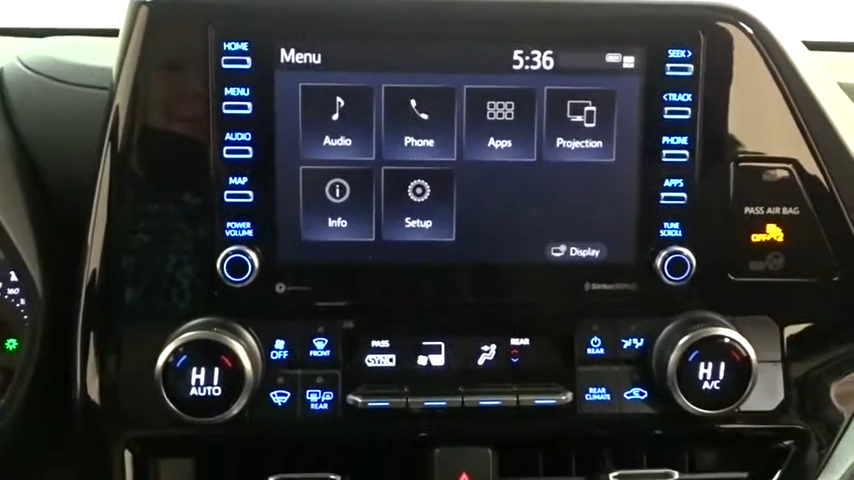 HOME
MENU
AUDIO
MAP
POWER
VOLUME
Menu
5:36
Audio
Phone
Apps
Projection
Info
Setup
Display
SiriusXM
SEEK>
<TRACK
PHONE
APPS
TUNE
SCROLL
PASS AIR BAG
OFF
160
HI
AUTO
OFF
FRONT
REAR
PASS
SYNC
REAR
REAR
REAR
CLIMATE
HI
A/C